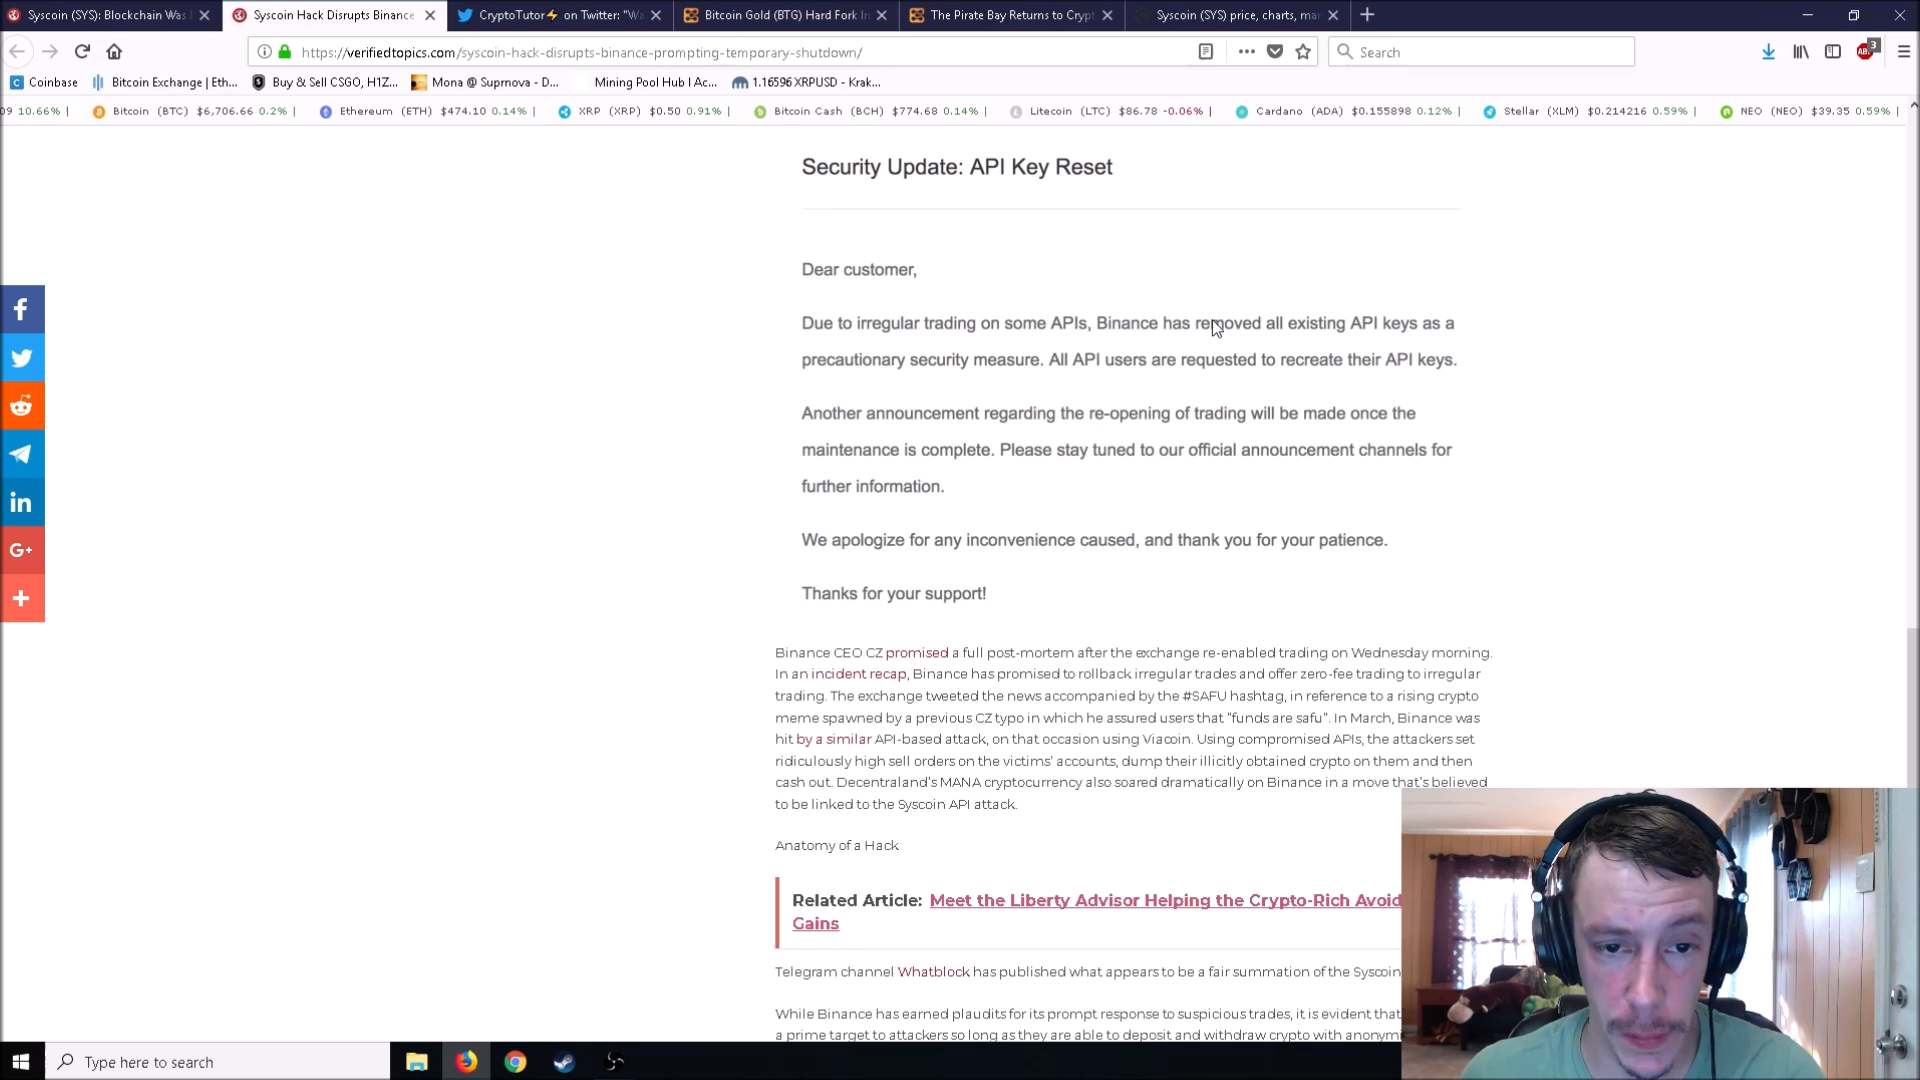 Syscoin (SYS): Blockchain Was
Syscoin Hack Disrupts Binance
CryptoTutor⚡ on Twitter: "Wa
Bitcoin Gold (BTG) Hard Fork In
The Pirate Bay Returns to Crypt
Syscoin (SYS) price, charts, ma
https://verifiedtopics.com/syscoin-hack-disrupts-binance-prompting-temporary-shutdown/
Search
3
Coinbase
Bitcoin Exchange | Eth...
Buy & Sell CSGO, H1Z...
Mona @ Suprnova - D...
Mining Pool Hub | Ac...
1.16596 XRPUSD - Krak...
09 10.66% | Bitcoin (BTC) $6,706.66 0.2% | Ethereum (ETH) $474.10 0.14% | XRP (XRP) $0.50 0.91% | Bitcoin Cash (BCH) $774.68 0.14% | Litecoin (LTC) $86.78 -0.06% | Cardano (ADA) $0.155898 0.12% | Stellar (XLM) $0.214216 0.59% | NEO (NEO) $39.35 0.59% |
Security Update: API Key Reset
Dear customer,
Due to irregular trading on some APIs, Binance has removed all existing API keys as a
precautionary security measure. All API users are requested to recreate their API keys.
Another announcement regarding the re-opening of trading will be made once the
maintenance is complete. Please stay tuned to our official announcement channels for
further information.
We apologize for any inconvenience caused, and thank you for your patience.
Thanks for your support!
Binance CEO CZ promised a full post-mortem after the exchange re-enabled trading on Wednesday morning.
In an incident recap, Binance has promised to rollback irregular trades and offer zero-fee trading to irregular
trading. The exchange tweeted the news accompanied by the #SAFU hashtag, in reference to a rising crypto
meme spawned by a previous CZ typo in which he assured users that "funds are safu". In March, Binance was
hit by a similar API-based attack, on that occasion using Viacoin. Using compromised APIs, the attackers set
ridiculously high sell orders on the victims' accounts, dump their illicitly obtained crypto on them and then
cash out. Decentraland's MANA cryptocurrency also soared dramatically on Binance in a move that's believed
to be linked to the Syscoin API attack.
Anatomy of a Hack
Related Article: Meet the Liberty Advisor Helping the Crypto-Rich Avoid
Gains
Telegram channel Whatblock has published what appears to be a fair summation of the Syscoin
While Binance has earned plaudits for its prompt response to suspicious trades, it is evident that
a prime target to attackers so long as they are able to deposit and withdraw crypto with anonymi
Type here to search